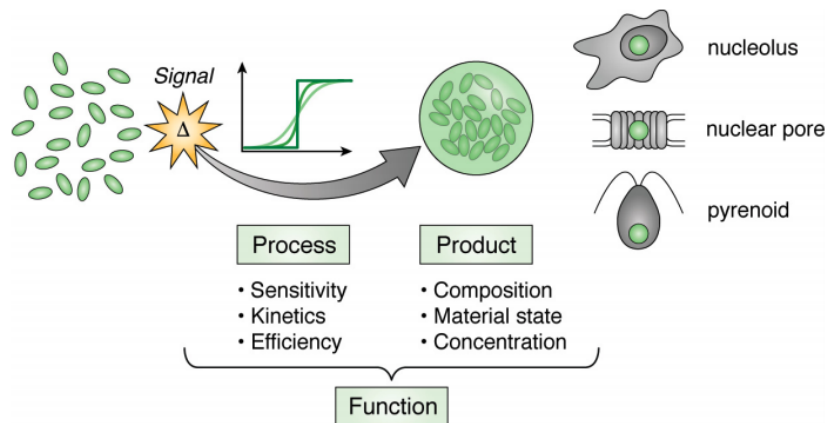 Signal
Δ
nucleolus
nuclear pore
pyrenoid
Process
• Sensitivity
• Kinetics
• Efficiency
Product
• Composition
• Material state
• Concentration
Function